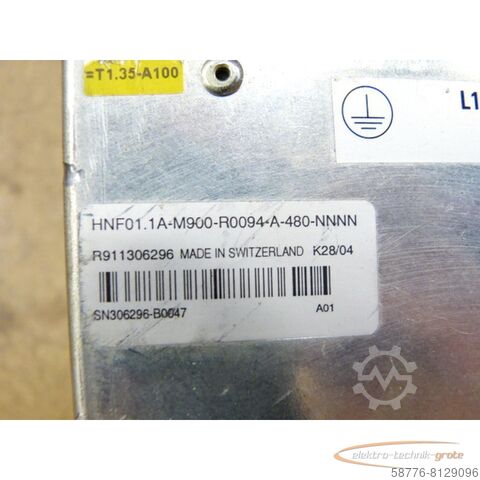 =T1.35-A100
L1
HNF01.1A-M900-R0094-A-480-NNNN
R911306296 MADE IN SWITZERLAND K28/04
SN306296-B0047 A01
elektro-technik-grote
58776-8129096